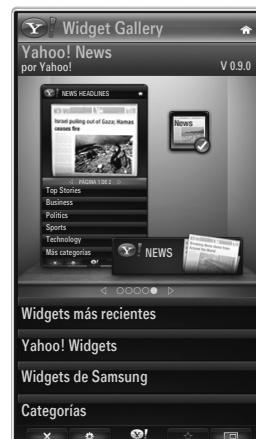 Y! Widget Gallery
Yahoo! News
por Yahoo!
V 0.9.0
Y! NEWS HEADLINES
Israel pulling out of Gaza; Hamas
ceases fire
News
PÁGINA 1 DE 2
Top Stories
Business
Politics
Sports
Technology
Más categorías
Y! NEWS
Widgets más recientes
Yahoo! Widgets
Widgets de Samsung
Categorías
Y!